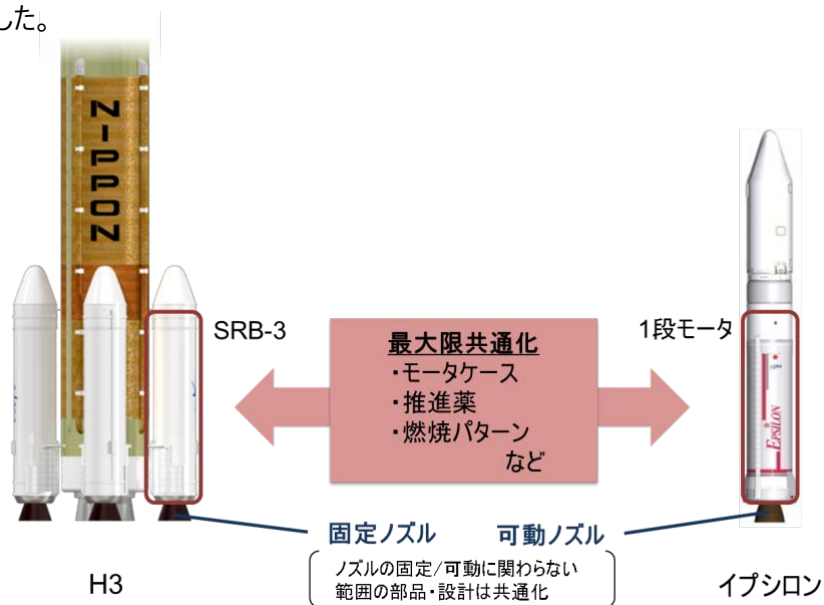 した。
NIPPON
SRB-3
最大限共通化
・モータケース
・推進薬
・燃焼パターン
など
1段モータ
EPSILON
固定ノズル
可動ノズル
ノズルの固定/可動に関わらない
範囲の部品・設計は共通化
H3
イプシロン